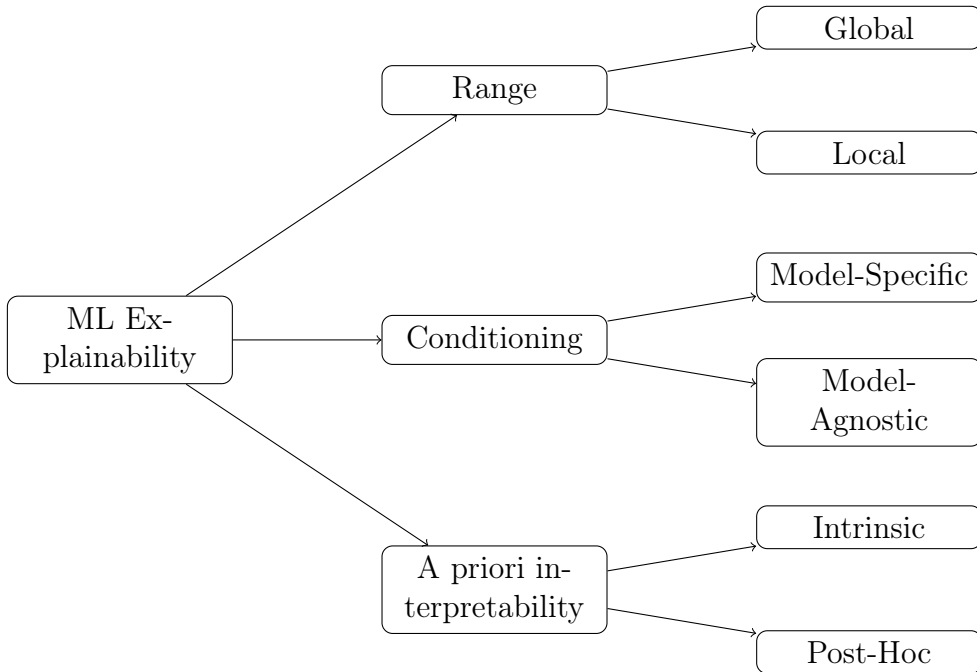 Global
Range
Local
Model-Specific
ML Ex-
plainability
Conditioning
Model-
Agnostic
Intrinsic
A priori in-
terpretability
Post-Hoc